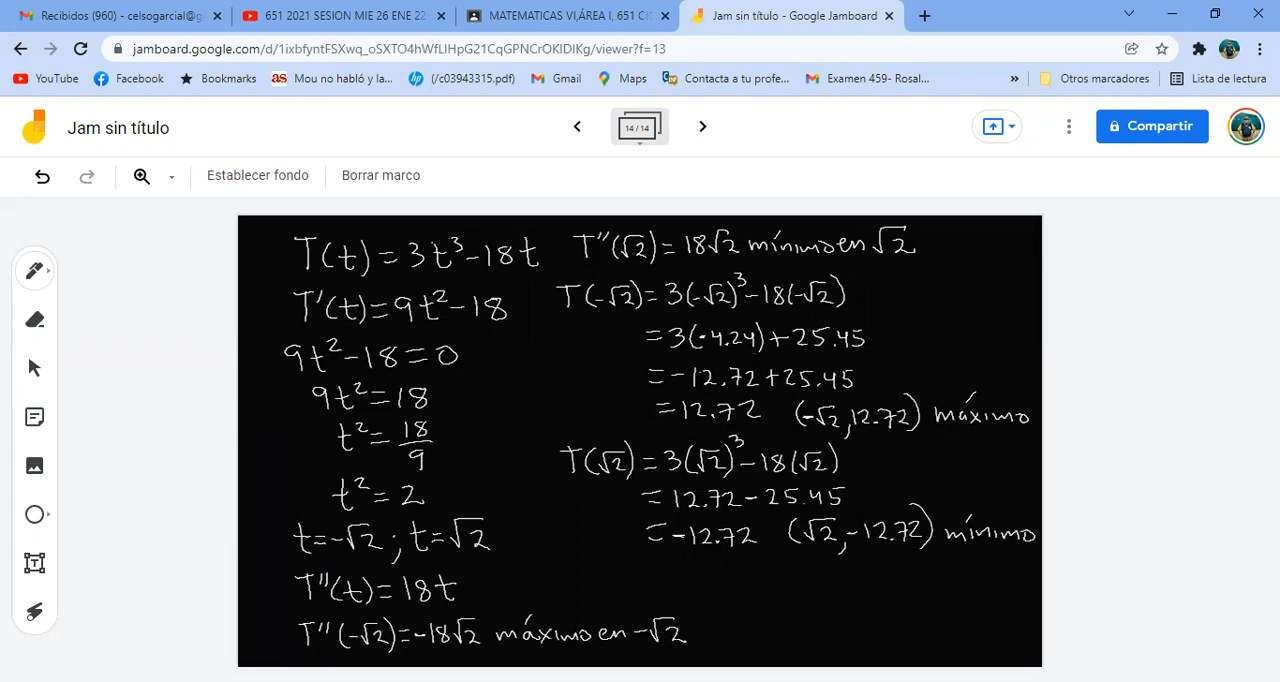 Recibidos (960) - celsogarcial@g
651 2021 SESION MIE 26 ENE 22
MATEMATICAS VI,ÁREA I, 651 CIC
Jam sin título - Google Jamboard
jamboard.google.com/d/1ixbfyntFSXwq_oSXTO4hWfLlHpG21CqGPNCrOKIDIKg/viewer?f=13
YouTube
Facebook
Bookmarks
as Mou no habló y la...
(/c03943315.pdf)
Gmail
Maps
Contacta a tu profe...
Examen 459- Rosal...
»
Otros marcadores
Lista de lectura
Jam sin título
14 / 14
Compartir
Establecer fondo
Borrar marco
T(t) = 3t³-18t
T'(t) = 9t²-18
9t²-18=0
9t²=18
t²= 18/9
t²=2
t=-√2; t=√2
T''(t)=18t
T''(-√2)=-18√2 máximo en -√2
T''(√2)= 18√2 mínimo en √2
T(-√2)= 3(-√2)³-18(-√2)
=3(-4.24)+25.45
=-12.72+25.45
=12.72 (-√2,12.72) máximo
T(√2)=3(√2)³-18(√2)
= 12.72-25.45
=-12.72 (√2,-12.72) mínimo